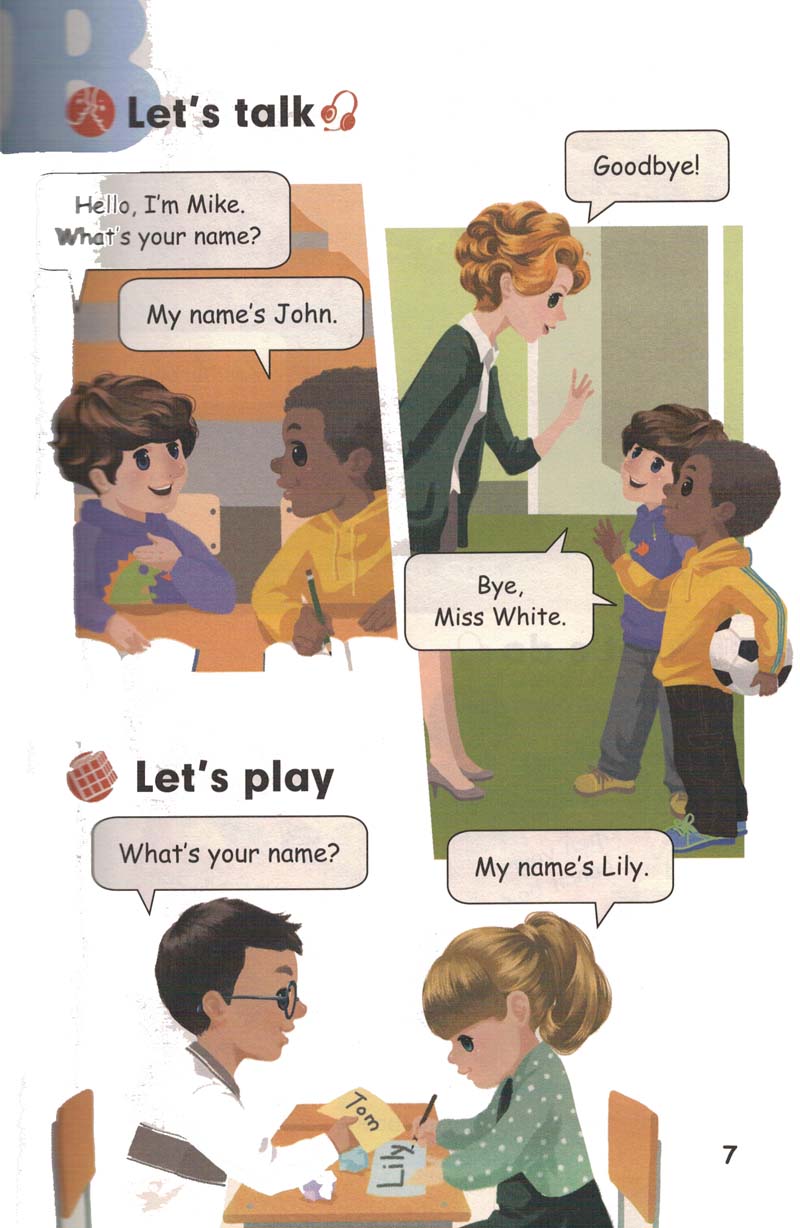 B
Let's talk
Hello, I'm Mike.
What's your name?
My name's John.
Goodbye!
Bye,
Miss White.
Let's play
What's your name?
My name's Lily.
Tom
Lily
7